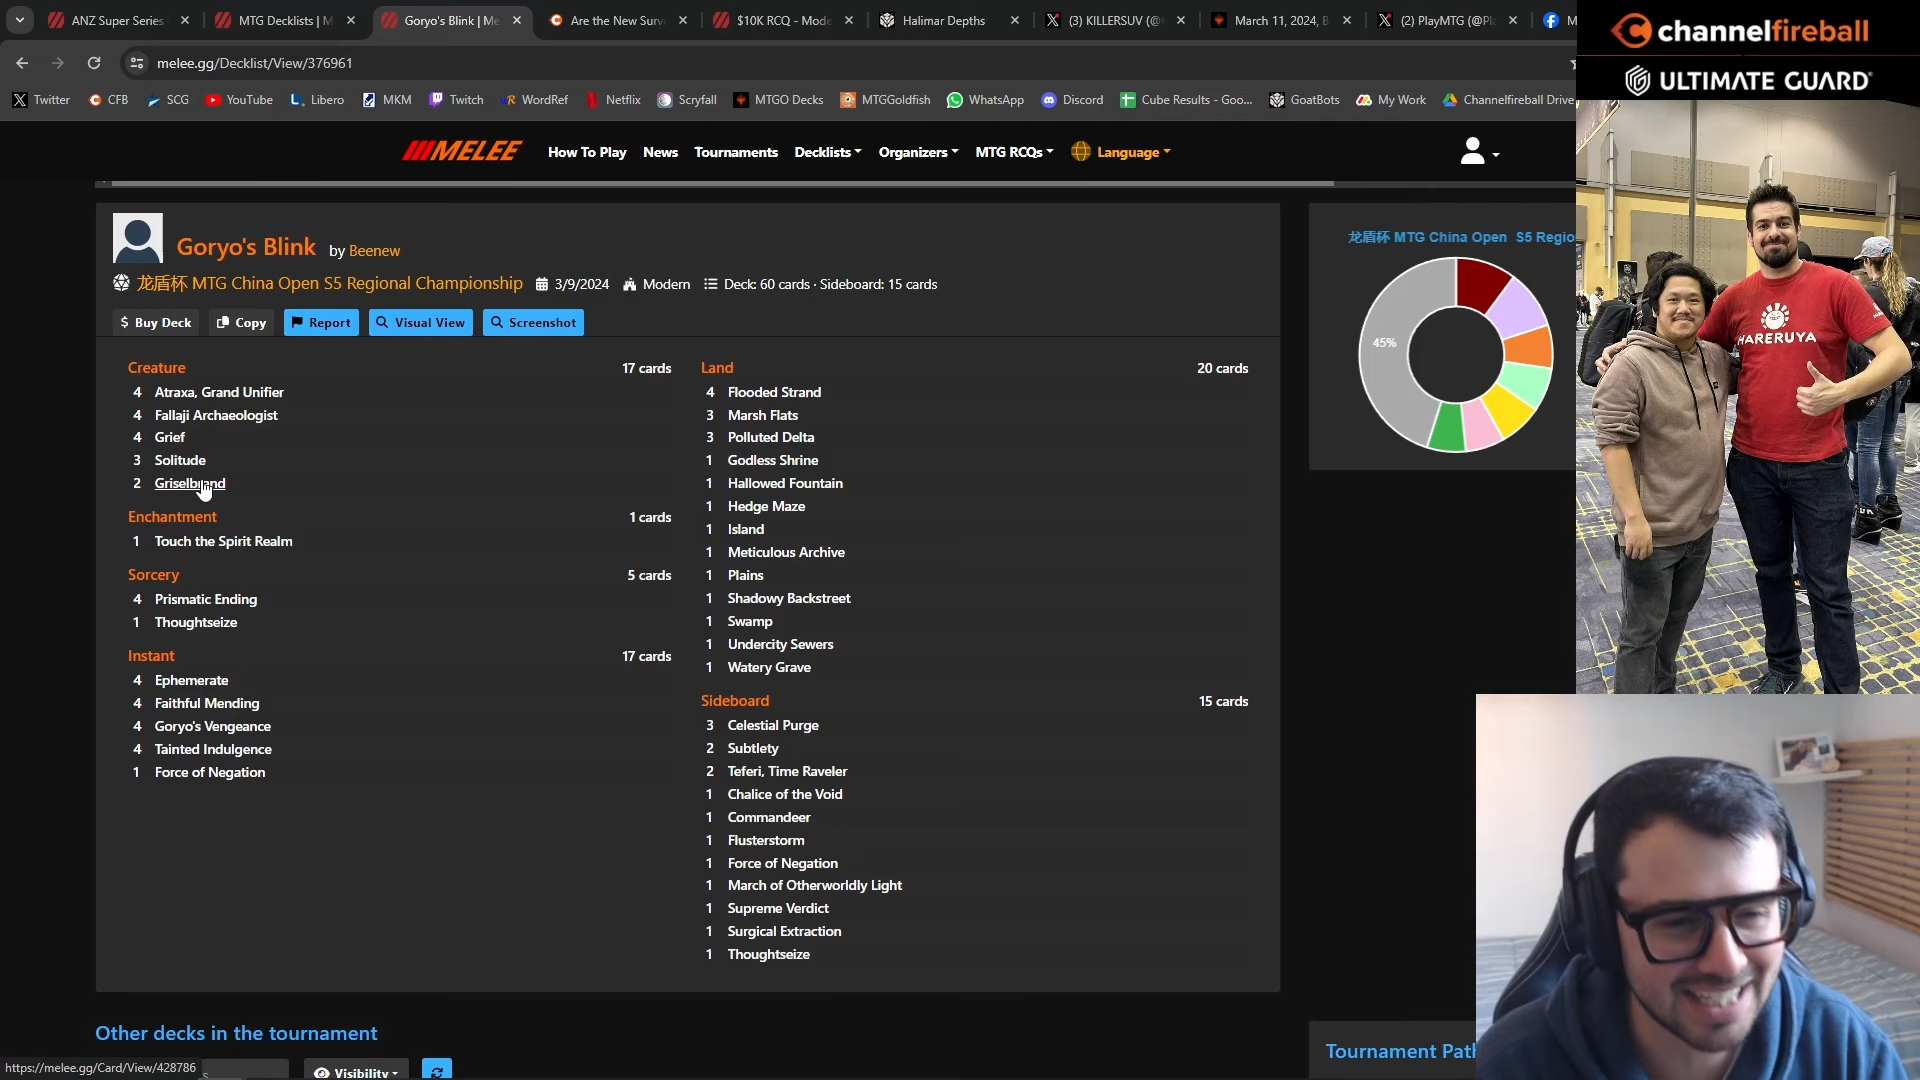 ANZ Super Series
MTG Decklists | M
Goryo's Blink | Me
Are the New Surv
$10K RCQ - Mode
Halimar Depths
(3) KILLERSUV (@
March 11, 2024, B
(2) PlayMTG (@Pl
M
melee.gg/Decklist/View/376961
Twitter
CFB
SCG
YouTube
Libero
MKM
Twitch
WordRef
Netflix
Scryfall
MTGO Decks
MTGGoldfish
WhatsApp
Discord
Cube Results - Goo...
GoatBots
My Work
Channelfireball Drive
channelfireball
ULTIMATE GUARD
MELEE
How To Play
News
Tournaments
Decklists
Organizers
MTG RCQs
Language
Goryo's Blink by Beenew
龙盾杯 MTG China Open S5 Regional Championship 3/9/2024 Modern Deck: 60 cards · Sideboard: 15 cards
$ Buy Deck
Copy
Report
Visual View
Screenshot
Creature 17 cards
4 Atraxa, Grand Unifier
4 Fallaji Archaeologist
4 Grief
3 Solitude
2 Griselbrand
Enchantment 1 cards
1 Touch the Spirit Realm
Sorcery 5 cards
4 Prismatic Ending
1 Thoughtseize
Instant 17 cards
4 Ephemerate
4 Faithful Mending
4 Goryo's Vengeance
4 Tainted Indulgence
1 Force of Negation
Land 20 cards
4 Flooded Strand
3 Marsh Flats
3 Polluted Delta
1 Godless Shrine
1 Hallowed Fountain
1 Hedge Maze
1 Island
1 Meticulous Archive
1 Plains
1 Shadowy Backstreet
1 Swamp
1 Undercity Sewers
1 Watery Grave
Sideboard 15 cards
3 Celestial Purge
2 Subtlety
2 Teferi, Time Raveler
1 Chalice of the Void
1 Commandeer
1 Flusterstorm
1 Force of Negation
1 March of Otherworldly Light
1 Supreme Verdict
1 Surgical Extraction
1 Thoughtseize
龙盾杯 MTG China Open S5 Regio
45%
HARERUYA
Other decks in the tournament
Tournament Pat
https://melee.gg/Card/View/428786
Visibility